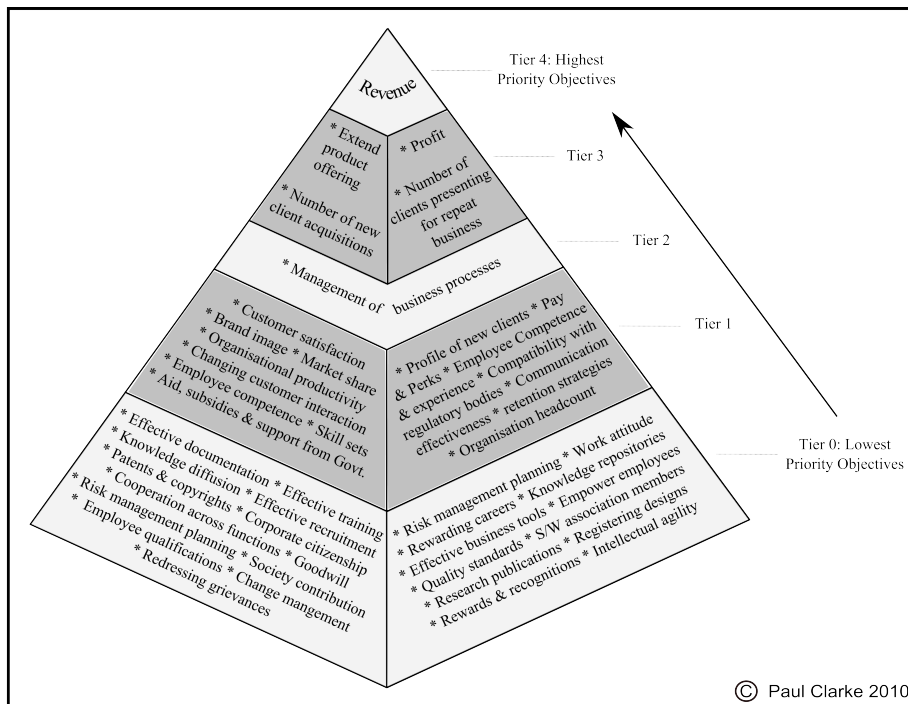 Revenue
Tier 4: Highest
Priority Objectives
* Extend
product
offering
* Number of new
client acquisitions
* Profit
* Number of
clients presenting
for repeat
business
Tier 3
* Management of business processes
Tier 2
* Customer satisfaction
* Brand image * Market share
* Organisational productivity
* Changing customer interaction
* Employee competence * Skill sets
* Aid, subsidies & support from Govt.
* Profile of new clients * Pay
& Perks * Employee Competence
& experience * Compatibility with
regulatory bodies * Communication
effectiveness * retention strategies
* Organisation headcount
Tier 1
* Effective documentation * Effective training
* Knowledge diffusion * Effective recruitment
* Patents & copyrights * Corporate citizenship
* Cooperation across functions * Goodwill
* Risk management planning * Society contribution
* Employee qualifications * Change mangement
* Redressing grievances
* Risk management planning * Work attitude
* Rewarding careers * Knowledge repositories
* Effective business tools * Empower employees
* Quality standards * S/W association members
* Research publications * Registering designs
* Rewards & recognitions * Intellectual agility
Tier 0: Lowest
Priority Objectives
© Paul Clarke 2010